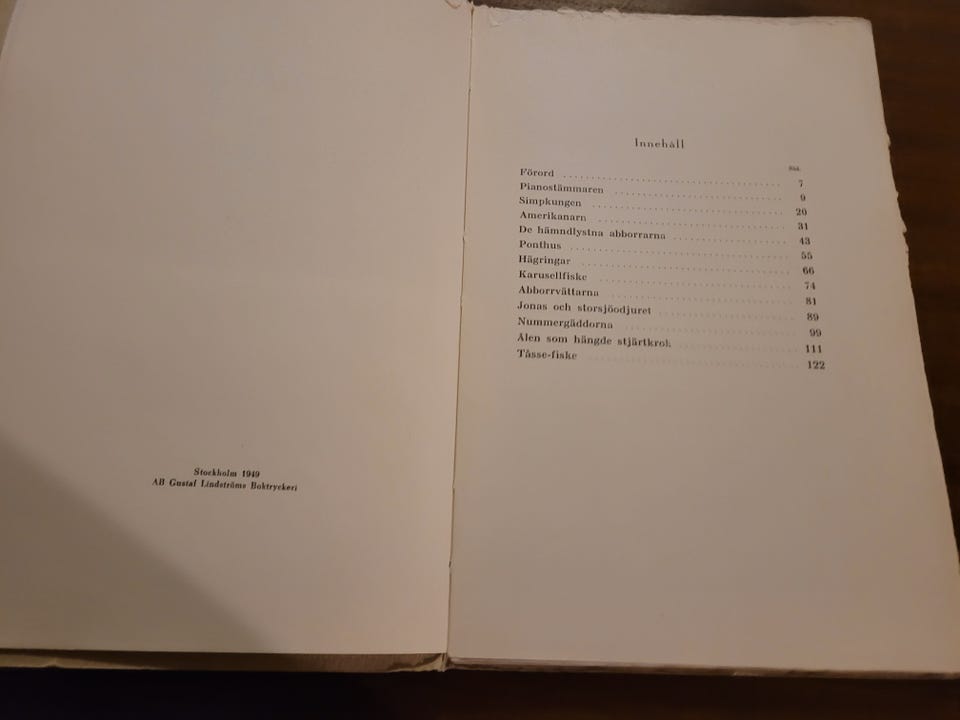 Stockholm 1949
AB Gustaf Lindströms Boktryckeri
Innehåll
Sid.
Förord 7
Pianostämmaren 9
Simpkungen 20
Amerikanarn 31
De hämndlystna abborrarna 43
Ponthus 55
Hägringar 66
Karusellfiske 74
Abborrvättarna 81
Jonas och storsjöodjuret 89
Nummergäddorna 99
Ålen som hängde stjärtkrok 111
Tåsse-fiske 122